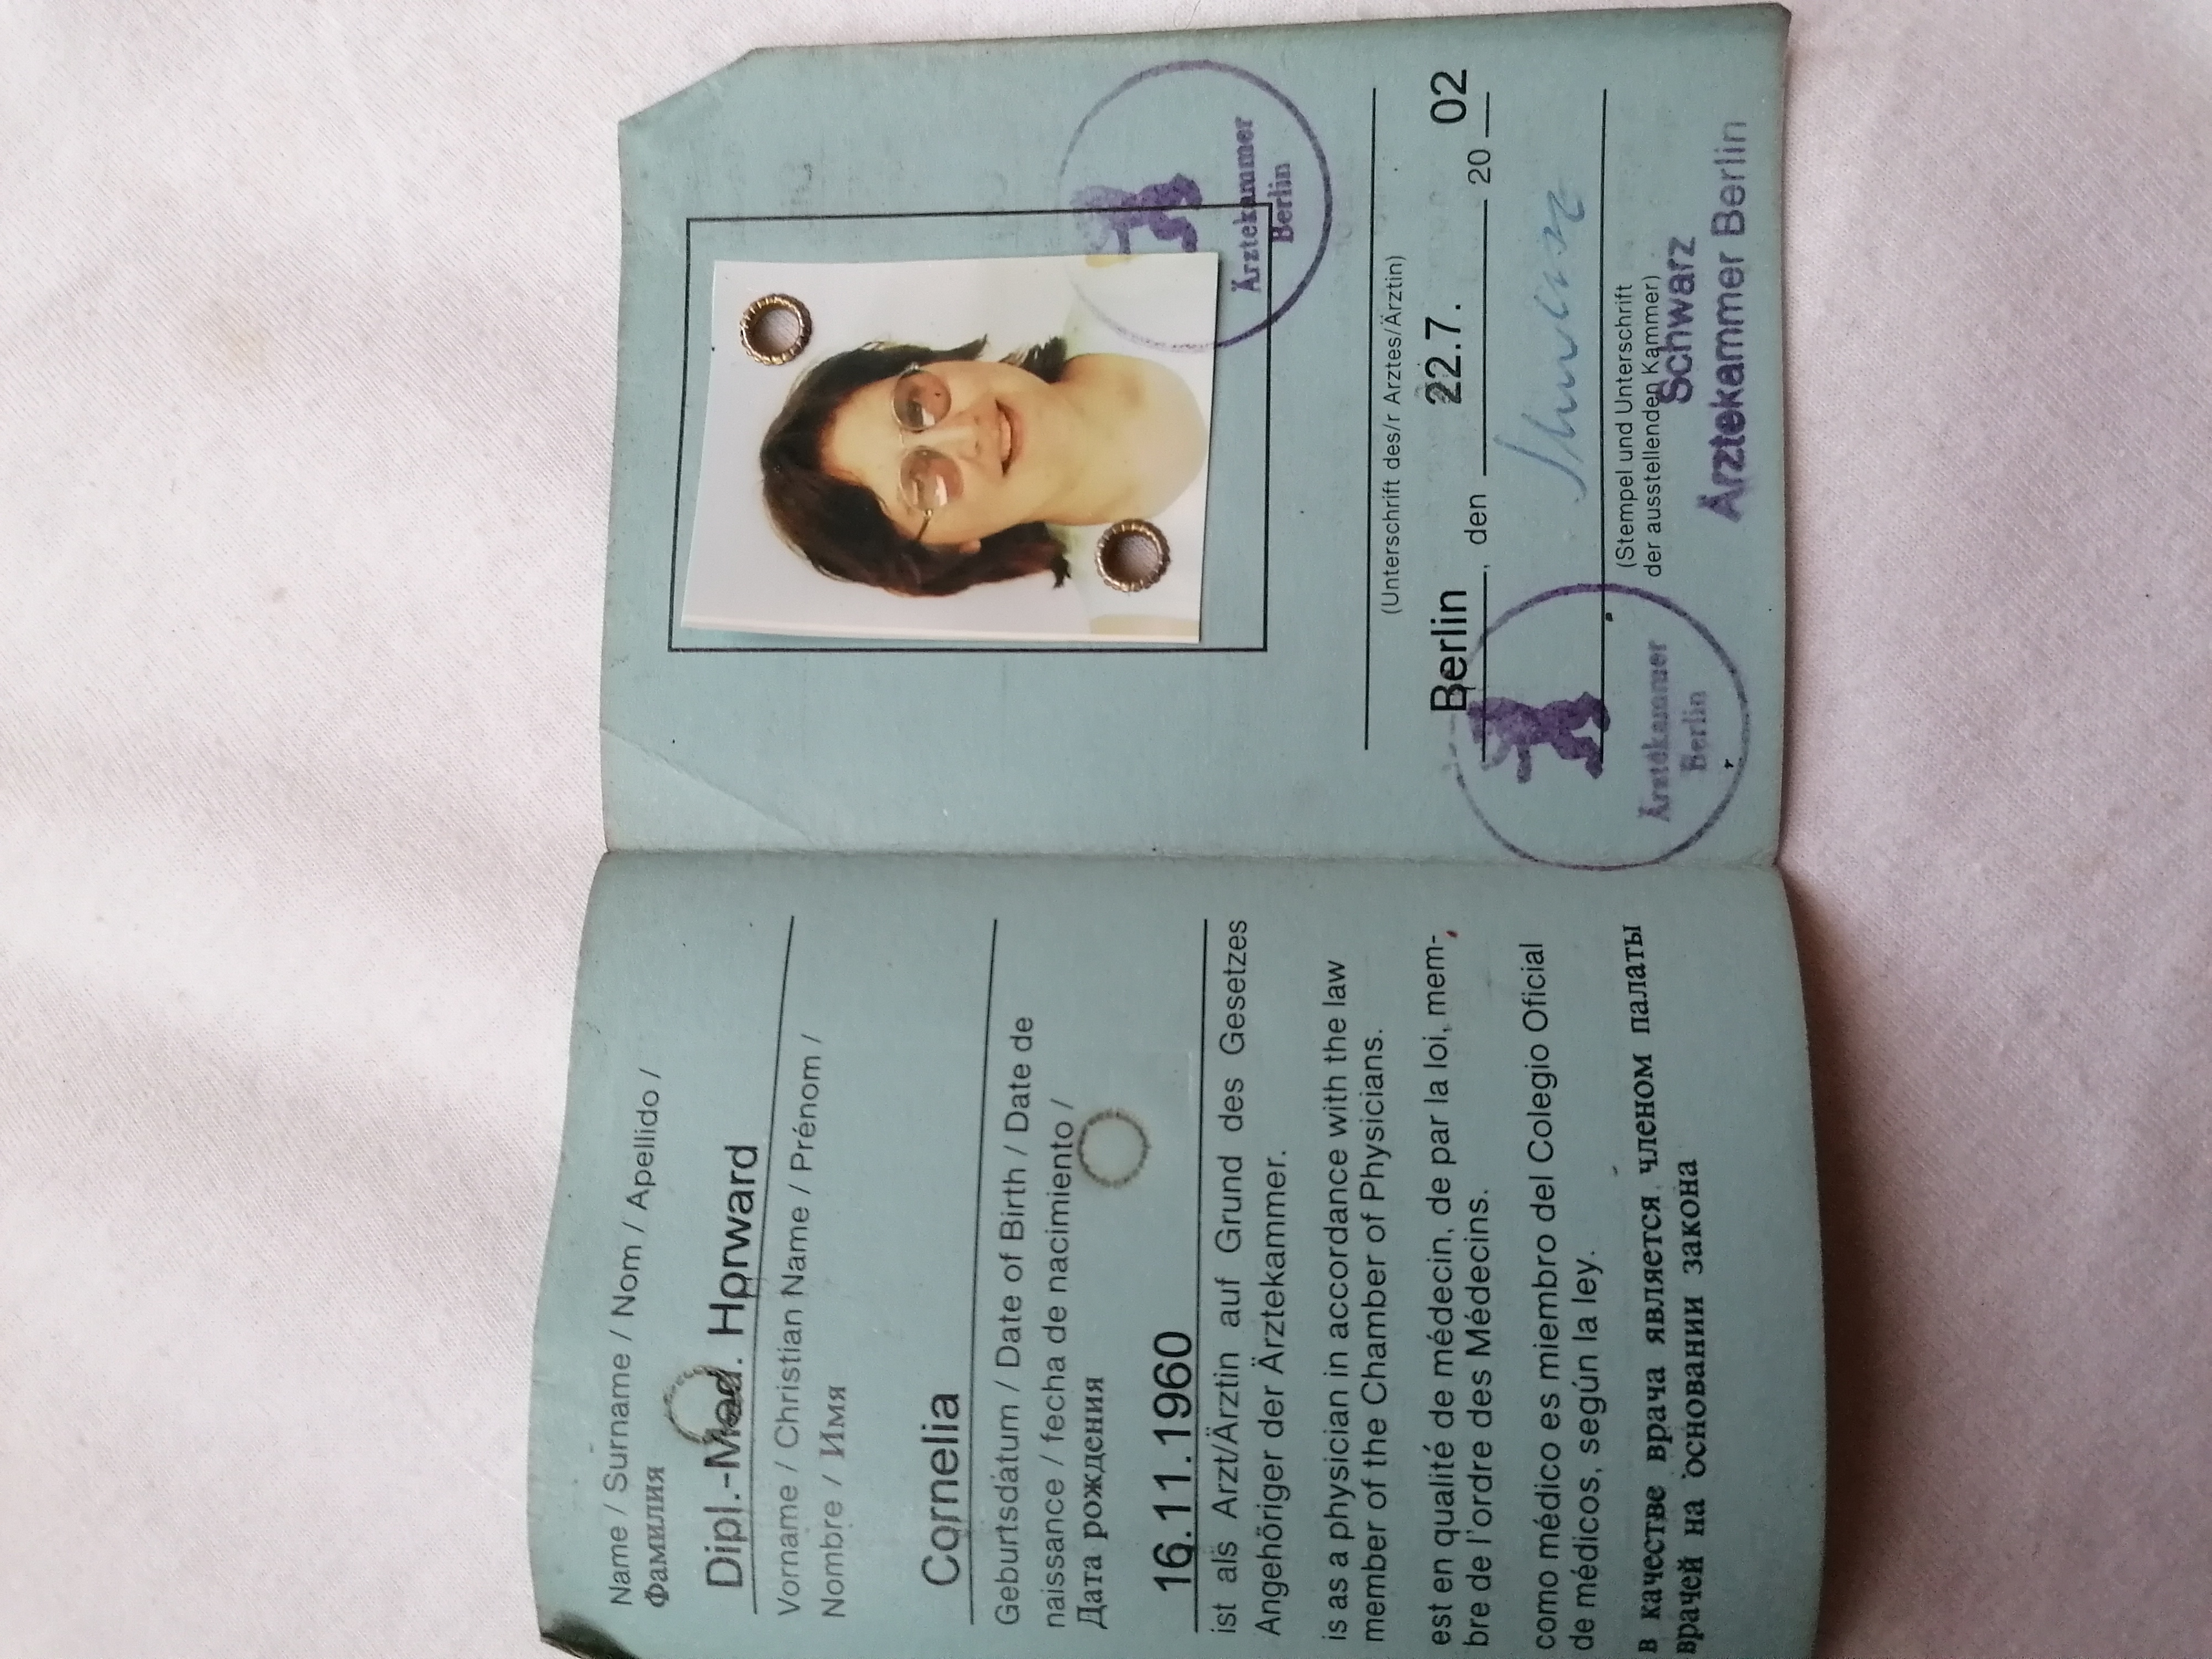 Name / Surname / Nom / Apellido /
Фамилия
Dipl.-Med. Horward
Vorname / Christian Name / Prénom /
Nombre / Имя
Cornelia
Geburtsdatum / Date of Birth / Date de
naissance / fecha de nacimiento /
Дата рождения
16.11.1960
ist als Arzt/Ärztin auf Grund des Gesetzes
Angehöriger der Ärztekammer.
is as a physician in accordance with the law
member of the Chamber of Physicians.
est en qualité de médecin, de par la loi, mem-
bre de l'ordre des Médecins.
como médico es miembro del Colegio Oficial
de médicos, según la ley.
в качестве врача является членом палаты
врачей на основании закона
Ärztekammer
Berlin
(Unterschrift des/r Arztes/Ärztin)
Berlin, den 22.7. 20 02
Schwarz
(Stempel und Unterschrift
der ausstellenden Kammer)
Schwarz
Ärztekammer Berlin
Ärztekammer
Berlin